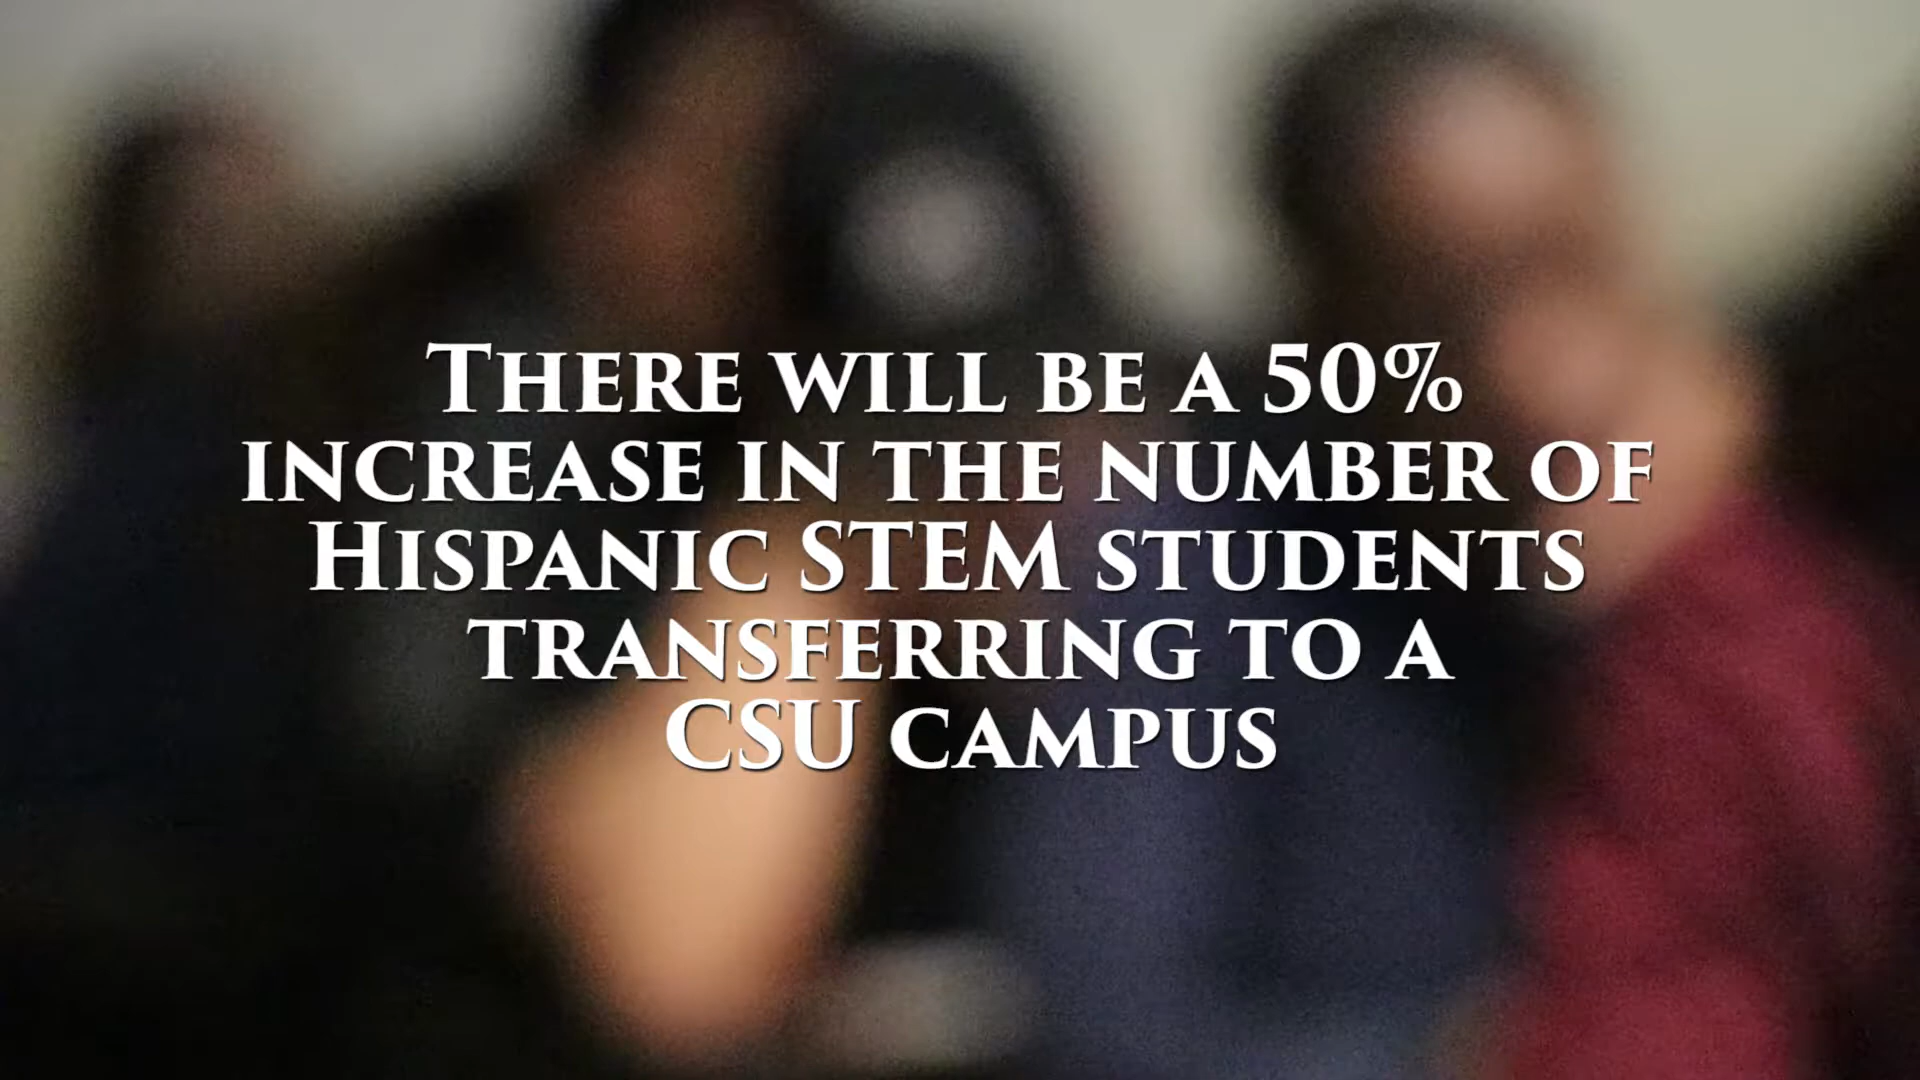 There will be a 50%
increase in the number of
Hispanic STEM students
transferring to a
CSU campus